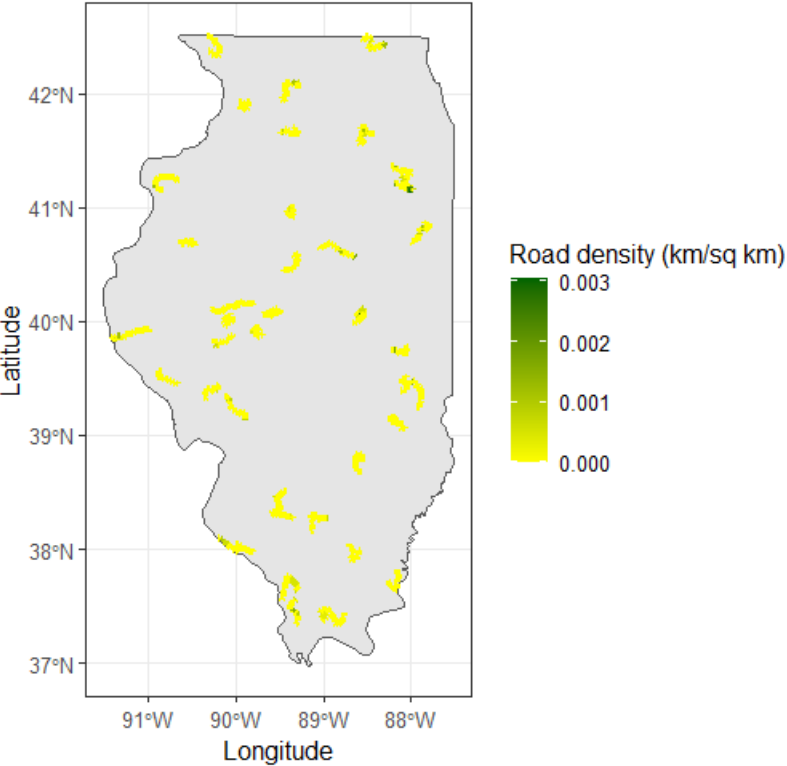 42°N
41°N
40°N
39°N
38°N
37°N
Latitude
91°W 90°W 89°W 88°W
Longitude
Road density (km/sq km)
0.003
0.002
0.001
0.000